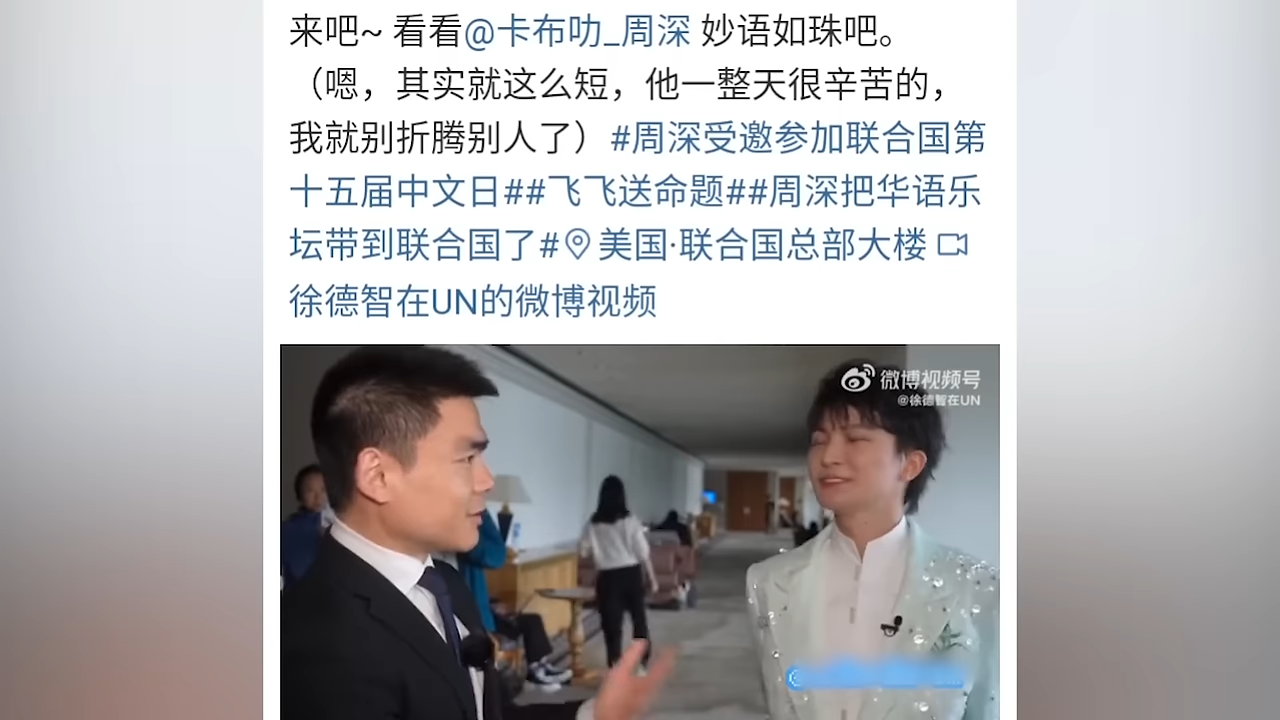 来吧~ 看看@卡布叻_周深 妙语如珠吧。
（嗯，其实就这么短，他一整天很辛苦的，
我就别折腾别人了）#周深受邀参加联合国第
十五届中文日##飞飞送命题##周深把华语乐
坛带到联合国了#美国·联合国总部大楼
徐德智在UN的微博视频
微博视频号
@徐德智在UN